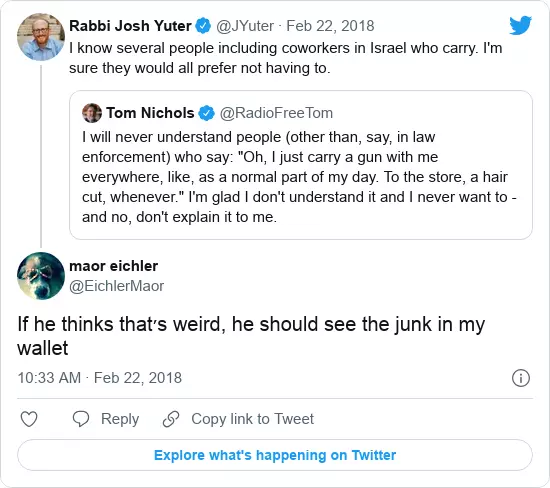 Rabbi Josh Yuter @JYuter · Feb 22, 2018
I know several people including coworkers in Israel who carry. I'm
sure they would all prefer not having to.
Tom Nichols @RadioFreeTom
I will never understand people (other than, say, in law
enforcement) who say: "Oh, I just carry a gun with me
everywhere, like, as a normal part of my day. To the store, a hair
cut, whenever." I'm glad I don't understand it and I never want to -
and no, don't explain it to me.
maor eichler
@EichlerMaor
If he thinks that׳s weird, he should see the junk in my
wallet
10:33 AM · Feb 22, 2018
Reply Copy link to Tweet
Explore what's happening on Twitter